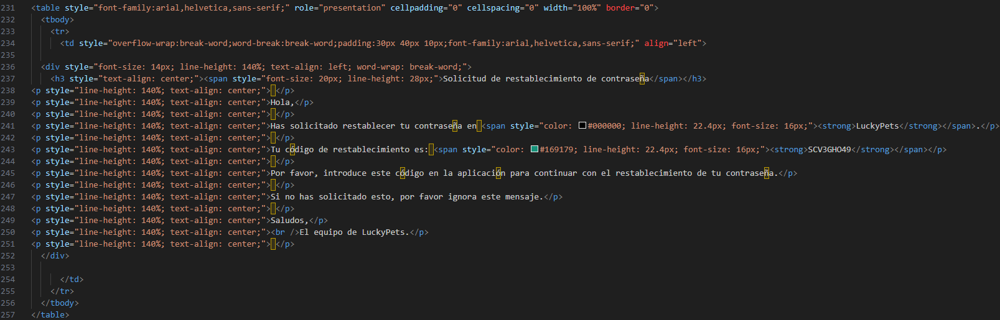 231 <table style="font-family:arial,helvetica,sans-serif;" role="presentation" cellpadding="0" cellspacing="0" width="100%" border="0">
232 <tbody>
233 <tr>
234 <td style="overflow-wrap:break-word;word-break:break-word;padding:30px 40px 10px;font-family:arial,helvetica,sans-serif;" align="left">
235
236 <div style="font-size: 14px; line-height: 140%; text-align: left; word-wrap: break-word;">
237 <h3 style="text-align: center;"><span style="font-size: 20px; line-height: 28px;">Solicitud de restablecimiento de contraseña</span></h3>
238 <p style="line-height: 140%; text-align: center;"> </p>
239 <p style="line-height: 140%; text-align: center;">Hola,</p>
240 <p style="line-height: 140%; text-align: center;"> </p>
241 <p style="line-height: 140%; text-align: center;">Has solicitado restablecer tu contraseña en <span style="color: #000000; line-height: 22.4px; font-size: 16px;"><strong>LuckyPets</strong></span>.</p>
242 <p style="line-height: 140%; text-align: center;"> </p>
243 <p style="line-height: 140%; text-align: center;">Tu código de restablecimiento es: <span style="color: #169179; line-height: 22.4px; font-size: 16px;"><strong>SCV3GHO49</strong></span></p>
244 <p style="line-height: 140%; text-align: center;"> </p>
245 <p style="line-height: 140%; text-align: center;">Por favor, introduce este código en la aplicación para continuar con el restablecimiento de tu contraseña.</p>
246 <p style="line-height: 140%; text-align: center;"> </p>
247 <p style="line-height: 140%; text-align: center;">Si no has solicitado esto, por favor ignora este mensaje.</p>
248 <p style="line-height: 140%; text-align: center;"> </p>
249 <p style="line-height: 140%; text-align: center;">Saludos,</p>
250 <p style="line-height: 140%; text-align: center;"><br />El equipo de LuckyPets.</p>
251 <p style="line-height: 140%; text-align: center;"> </p>
252 </div>
253
254 </td>
255 </tr>
256 </tbody>
257 </table>